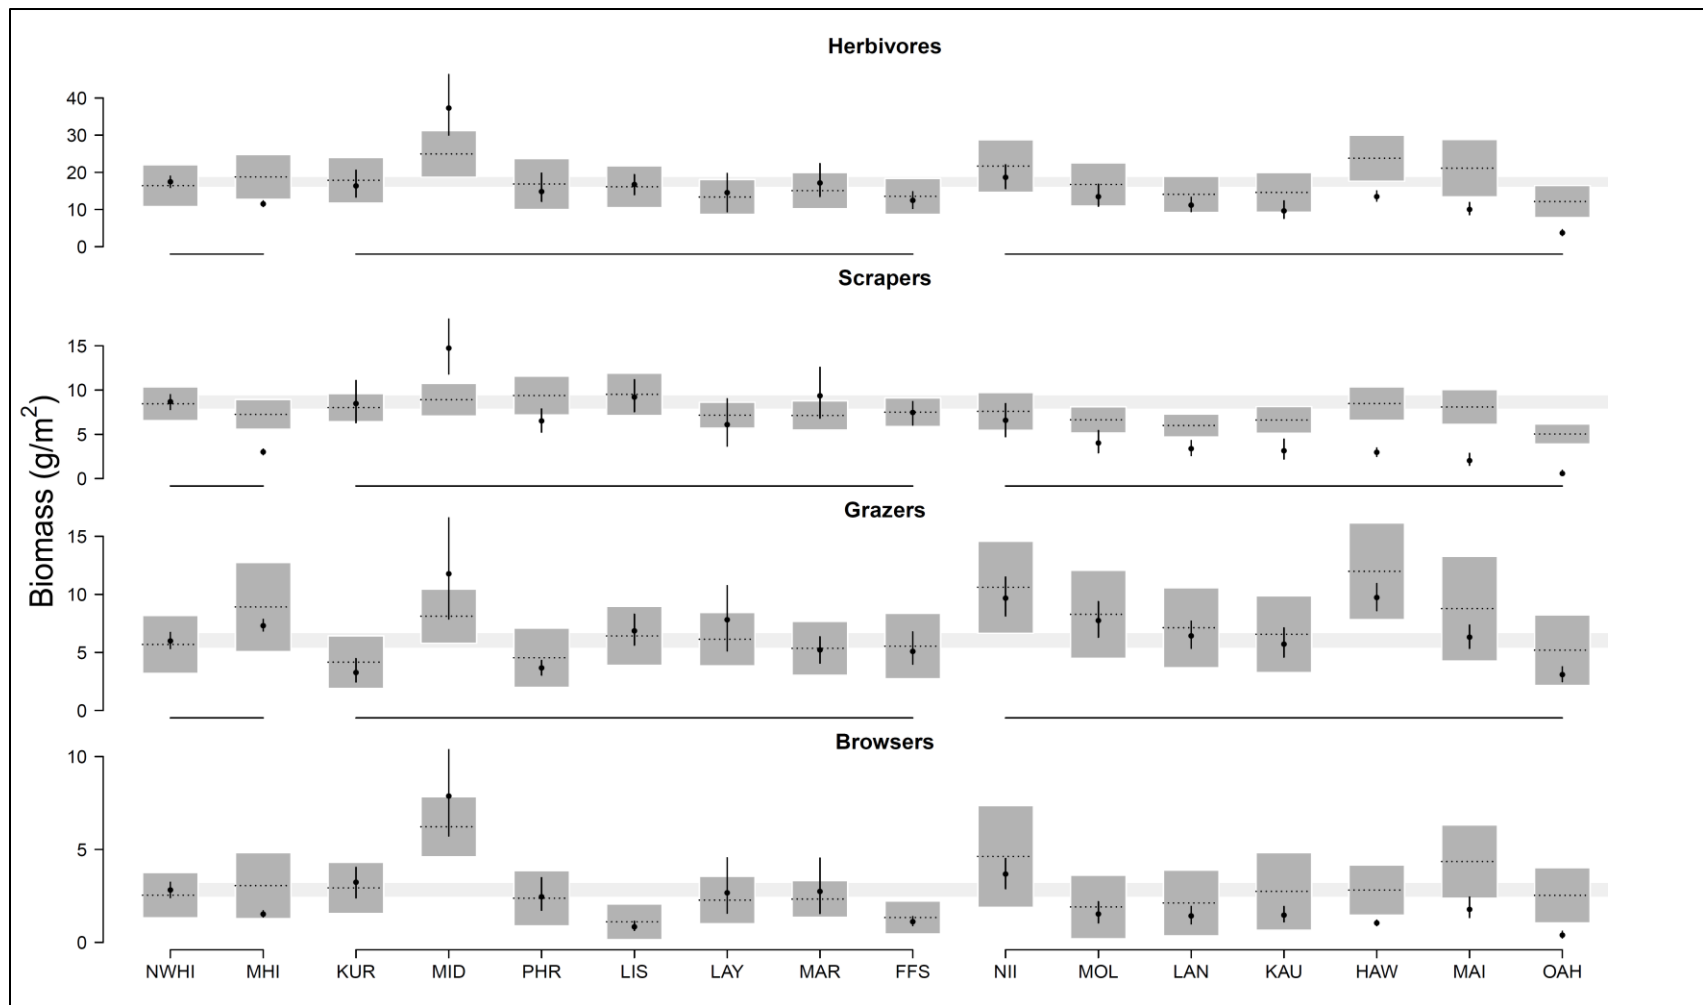 Herbivores
40
30
20
10
0
Scrapers
15
10
5
0
Biomass (g/m²)
Grazers
15
10
5
0
Browsers
10
5
0
NWHI MHI KUR MID PHR LIS LAY MAR FFS NII MOL LAN KAU HAW MAI OAH